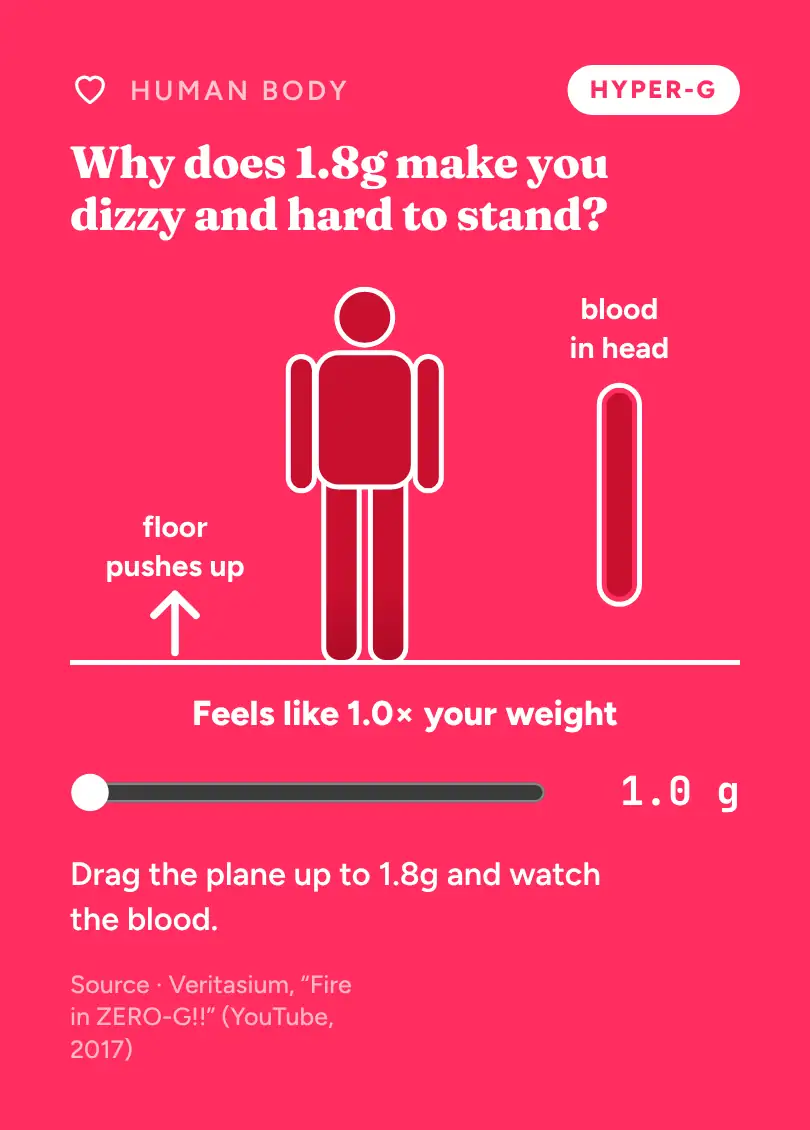 HUMAN BODY
HYPER-G
Why does 1.8g make you
dizzy and hard to stand?
blood
in head
floor
pushes up
Feels like 1.0× your weight
1.0 g
Drag the plane up to 1.8g and watch
the blood.
Source · Veritasium, “Fire
in ZERO-G!!” (YouTube,
2017)